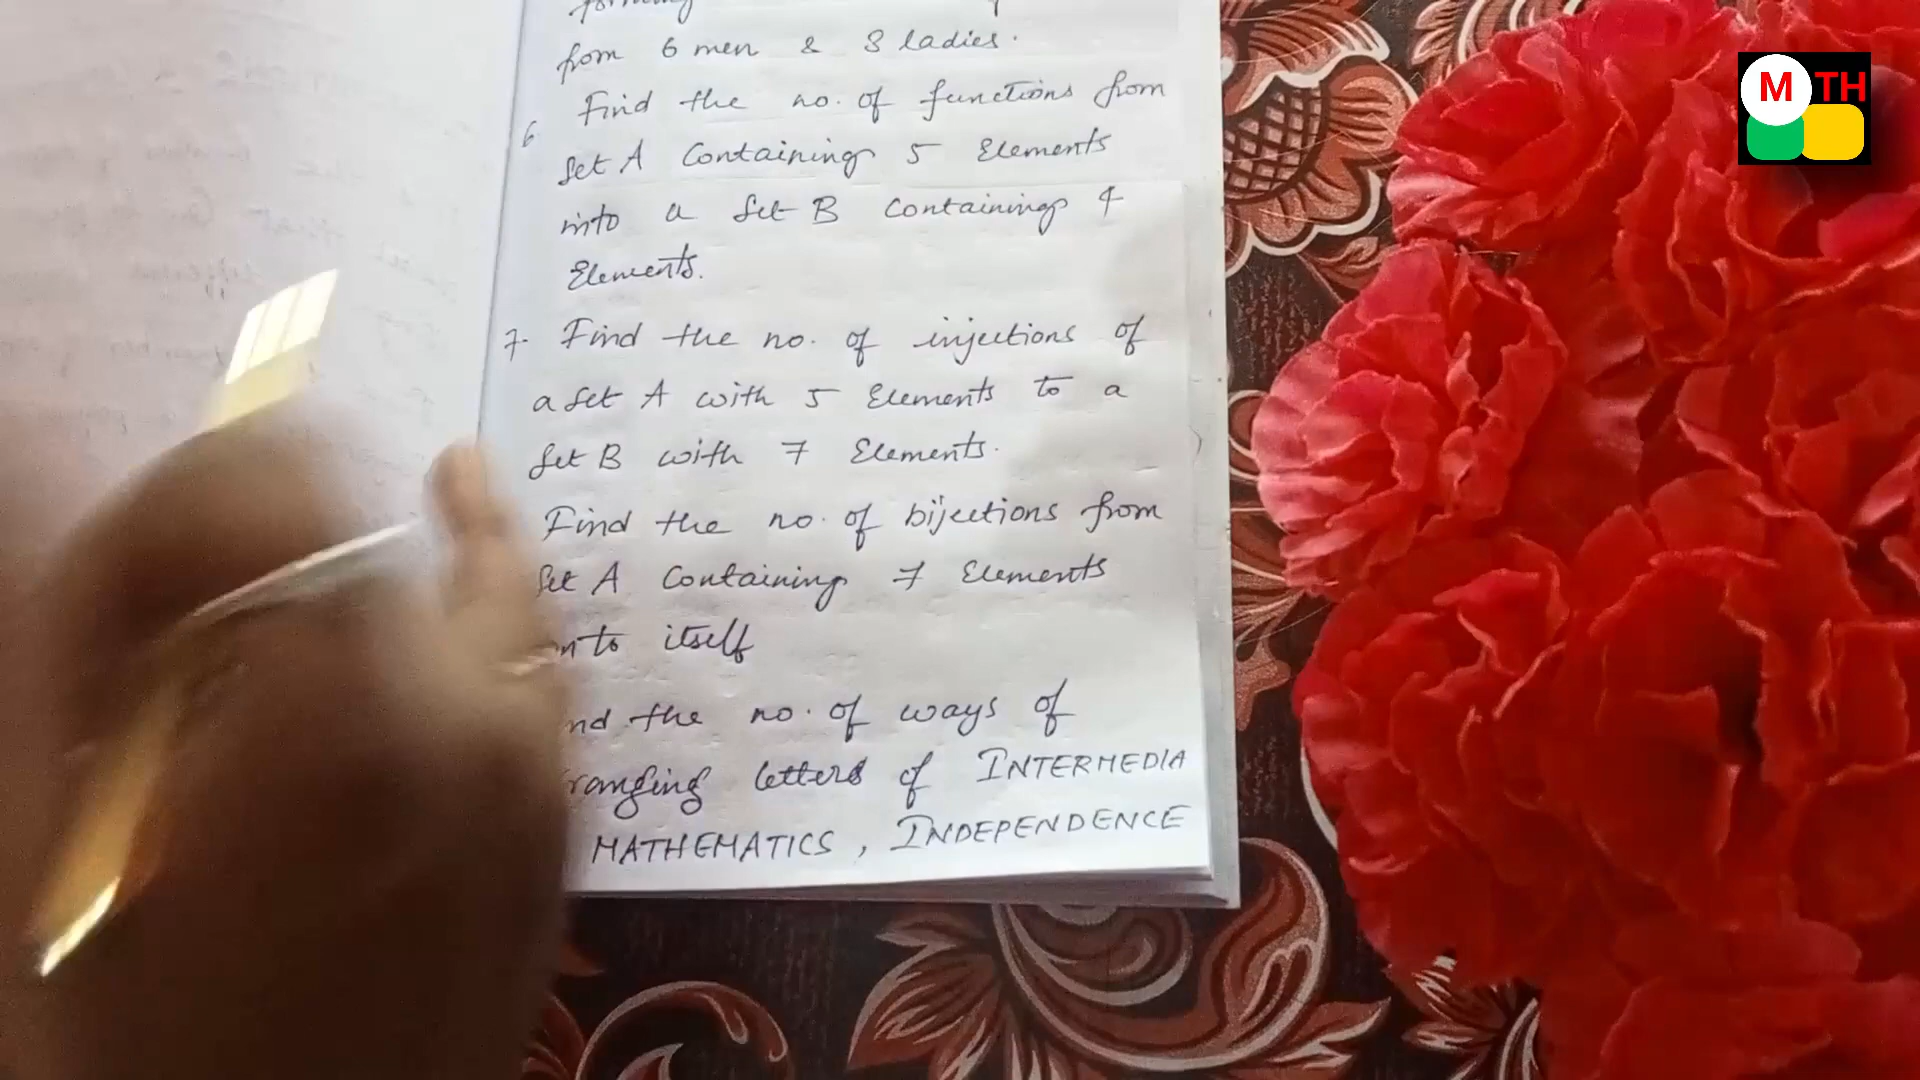 from 6 men & 8 ladies.
6. Find the no. of functions from
Set A Containing 5 Elements
into a Set B Containing 4
Elements.
7. Find the no. of injections of
a Set A with 5 Elements to a
Set B with 7 Elements.
Find the no. of bijections from
Set A Containing 7 Elements
onto itself
nd the no. of ways of
ranging letters of INTERMEDIA
MATHEMATICS, INDEPENDENCE
M TH